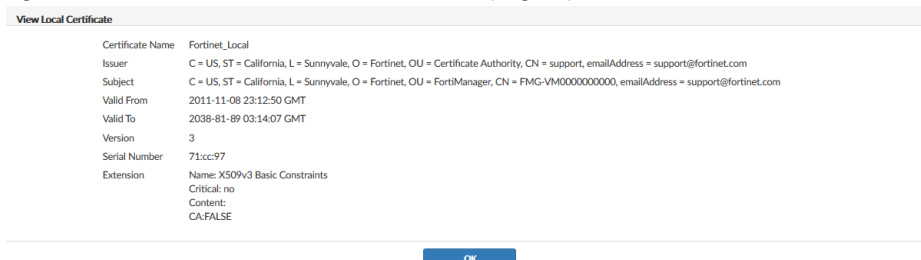 View Local Certificate
Certificate Name Fortinet_Local
Issuer C = US, ST = California, L = Sunnyvale, O = Fortinet, OU = Certificate Authority, CN = support, emailAddress = support@fortinet.com
Subject C = US, ST = California, L = Sunnyvale, O = Fortinet, OU = FortiManager, CN = FMG-VM0000000000, emailAddress = support@fortinet.com
Valid From 2011-11-08 23:12:50 GMT
Valid To 2038-81-89 03:14:07 GMT
Version 3
Serial Number 71:cc:97
Extension Name: X509v3 Basic Constraints
Critical: no
Content:
CA:FALSE
OK